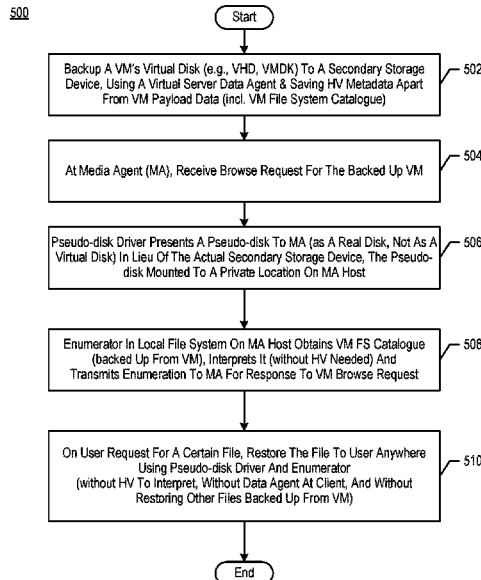 500
Start
Backup A VM's Virtual Disk (e.g., VHD, VMDK) To A Secondary Storage
Device, Using A Virtual Server Data Agent & Saving HV Metadata Apart
From VM Payload Data (incl. VM File System Catalogue)
502
At Media Agent (MA), Receive Browse Request For The Backed Up VM
504
Pseudo-disk Driver Presents A Pseudo-disk To MA (as A Real Disk, Not As A
Virtual Disk) In Lieu Of The Actual Secondary Storage Device, The Pseudo-
disk Mounted To A Private Location On MA Host
506
Enumerator In Local File System On MA Host Obtains VM FS Catalogue
(backed Up From VM), Interprets It (without HV Needed) And
Transmits Enumeration To MA For Response To VM Browse Request
508
On User Request For A Certain File, Restore The File To User Anywhere
Using Pseudo-disk Driver And Enumerator
(without HV To Interpret, Without Data Agent At Client, And Without
Restoring Other Files Backed Up From VM)
510
End